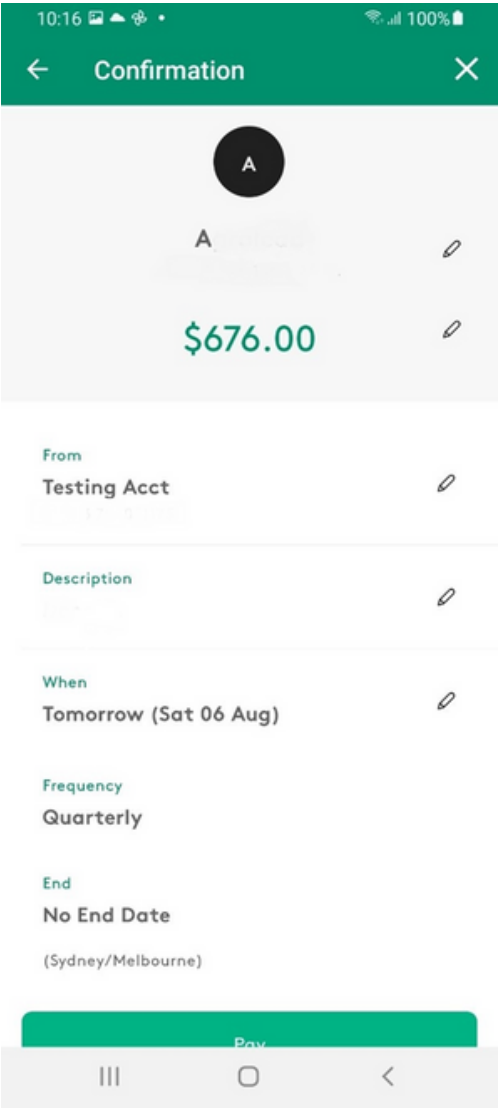 10:16
100%
Confirmation
A
A
$676.00
From
Testing Acct
Description
When
Tomorrow (Sat 06 Aug)
Frequency
Quarterly
End
No End Date
(Sydney/Melbourne)
Pay